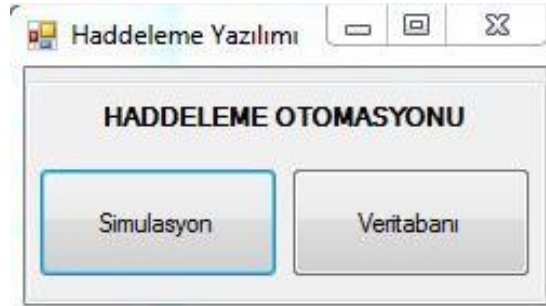 Haddeleme Yazılımı
HADDELEME OTOMASYONU
Simulasyon Veritabanı